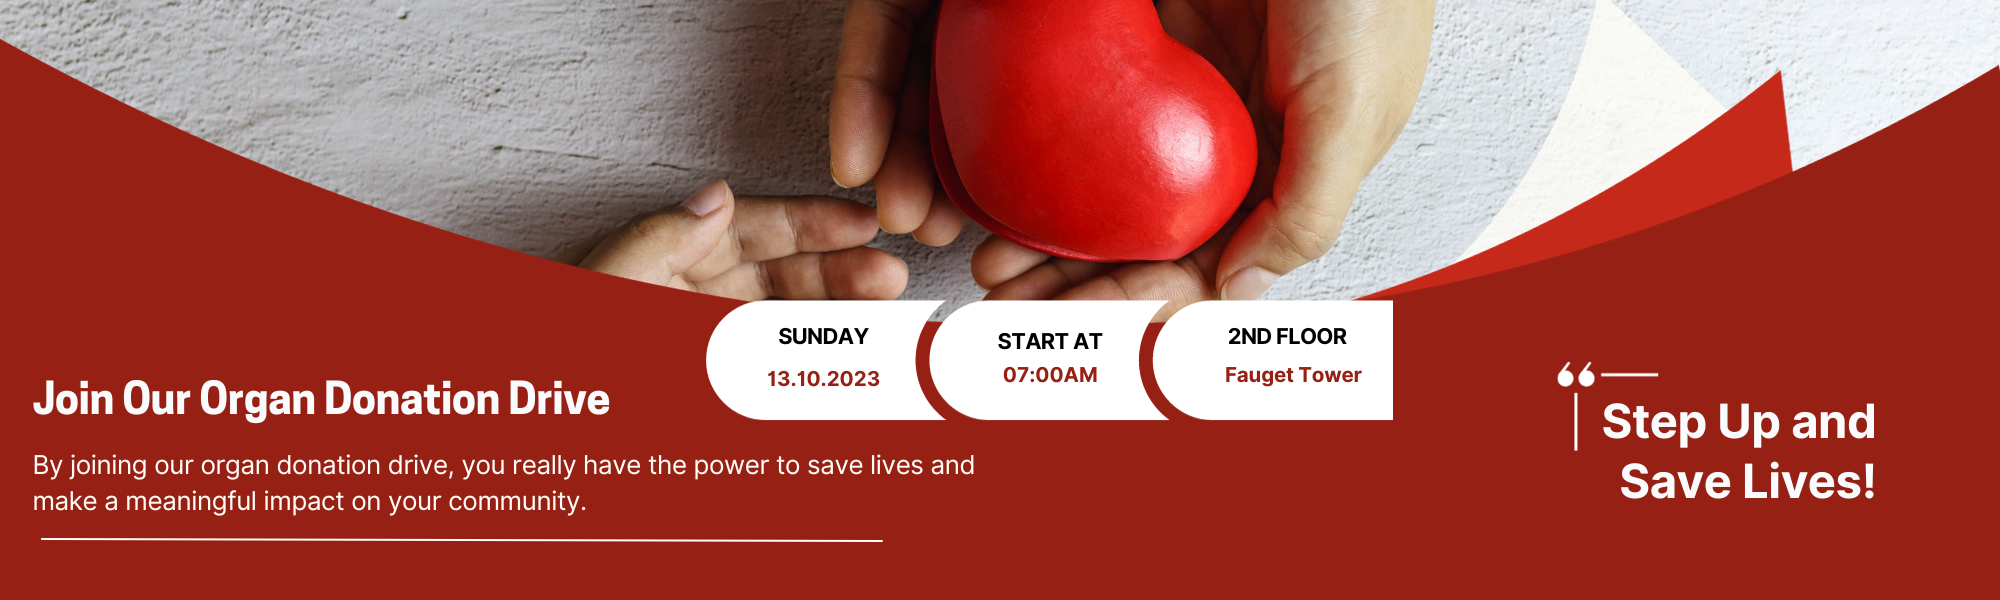 SUNDAY
13.10.2023
START AT
07:00AM
2ND FLOOR
Fauget Tower
Join Our Organ Donation Drive
By joining our organ donation drive, you really have the power to save lives and
make a meaningful impact on your community.
“
Step Up and
Save Lives!